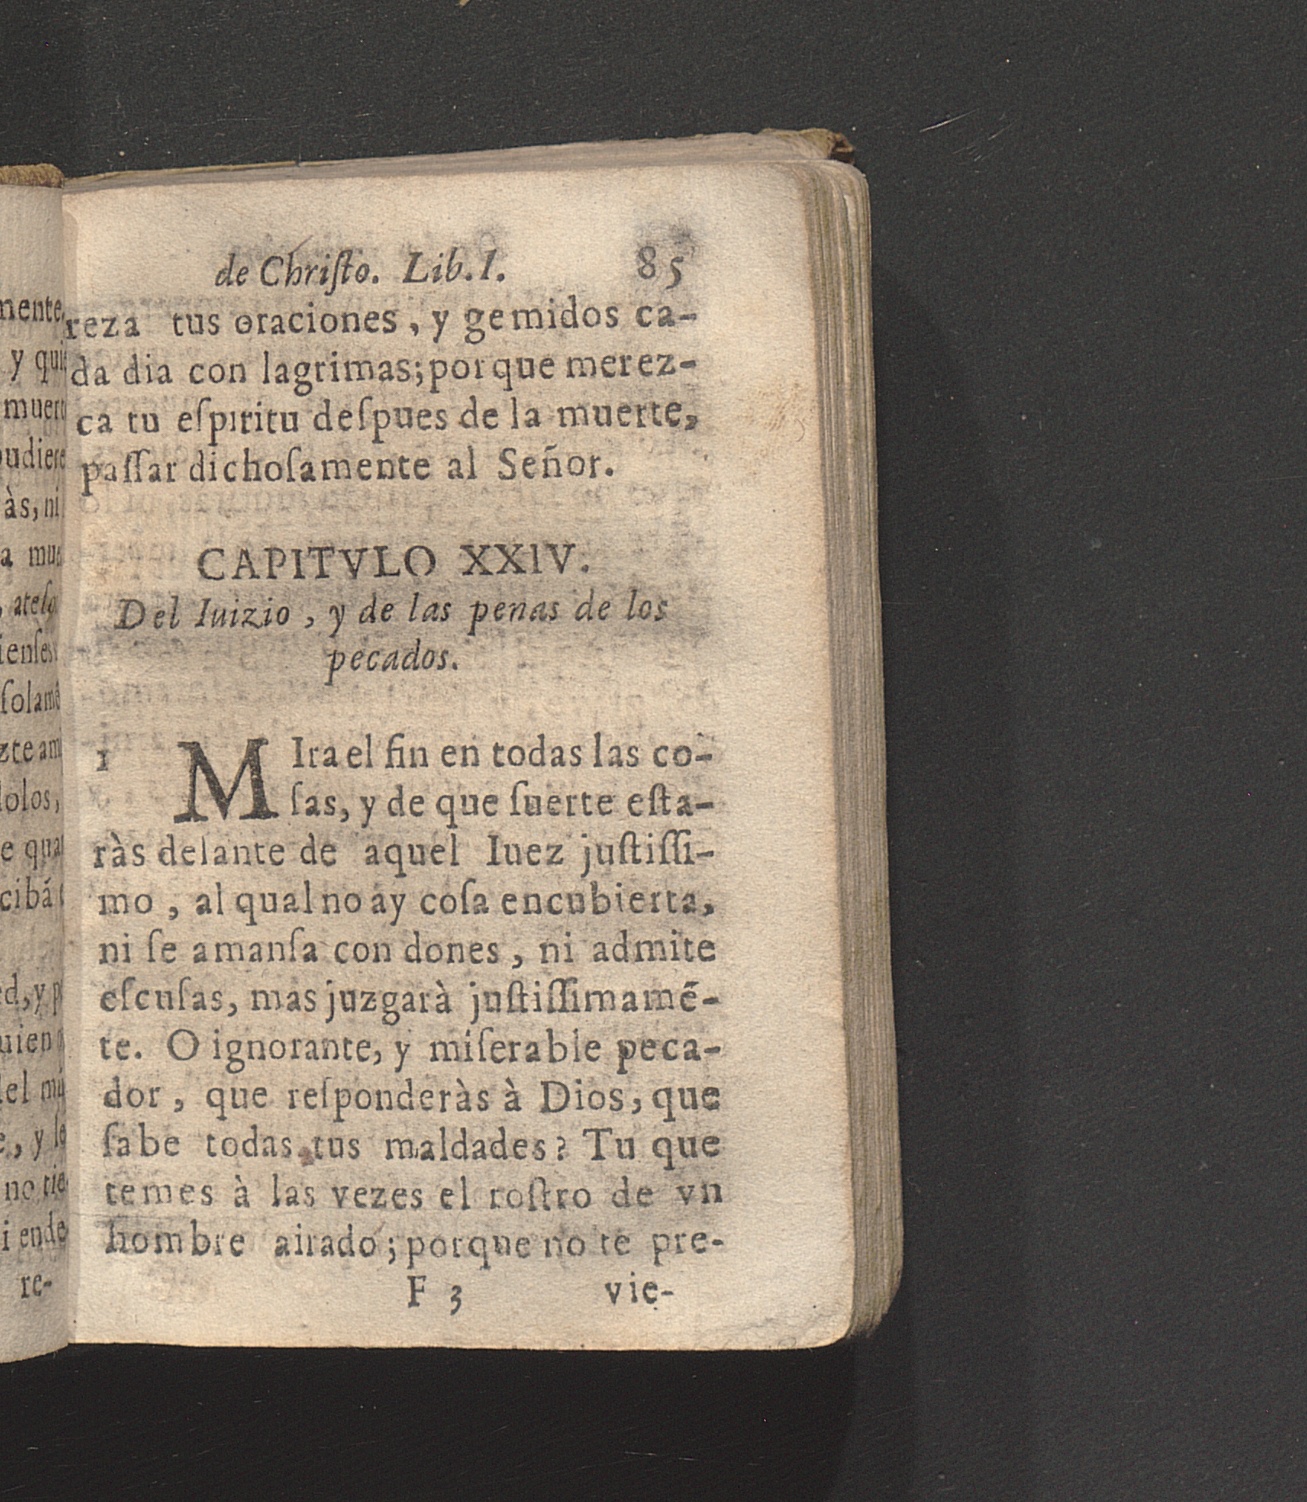 de Chriſto. Lib. I. 85
reza tus oraciones, y gemidos ca-
da dia con lagrimas; porque merez-
ca tu eſpiritu deſpues de la muerte,
paſſar dichoſamente al Señor.
CAPITVLO XXIV.
Del Iuizio, y de las penas de los
pecados.
1 MIra el fin en todas las co-
ſas, y de que ſuerte eſta-
ràs delante de aquel Iuez juſtiſſi-
mo, al qual no ay coſa encubierta,
ni ſe amanſa con dones, ni admite
eſcuſas, mas juzgarà juſtiſſimamẽ-
te. O ignorante, y miſerable peca-
dor, que reſponderàs à Dios, que
ſabe todas tus maldades? Tu que
temes à las vezes el roſtro de vn
hombre airado; porque no te pre-
F 3 vie-